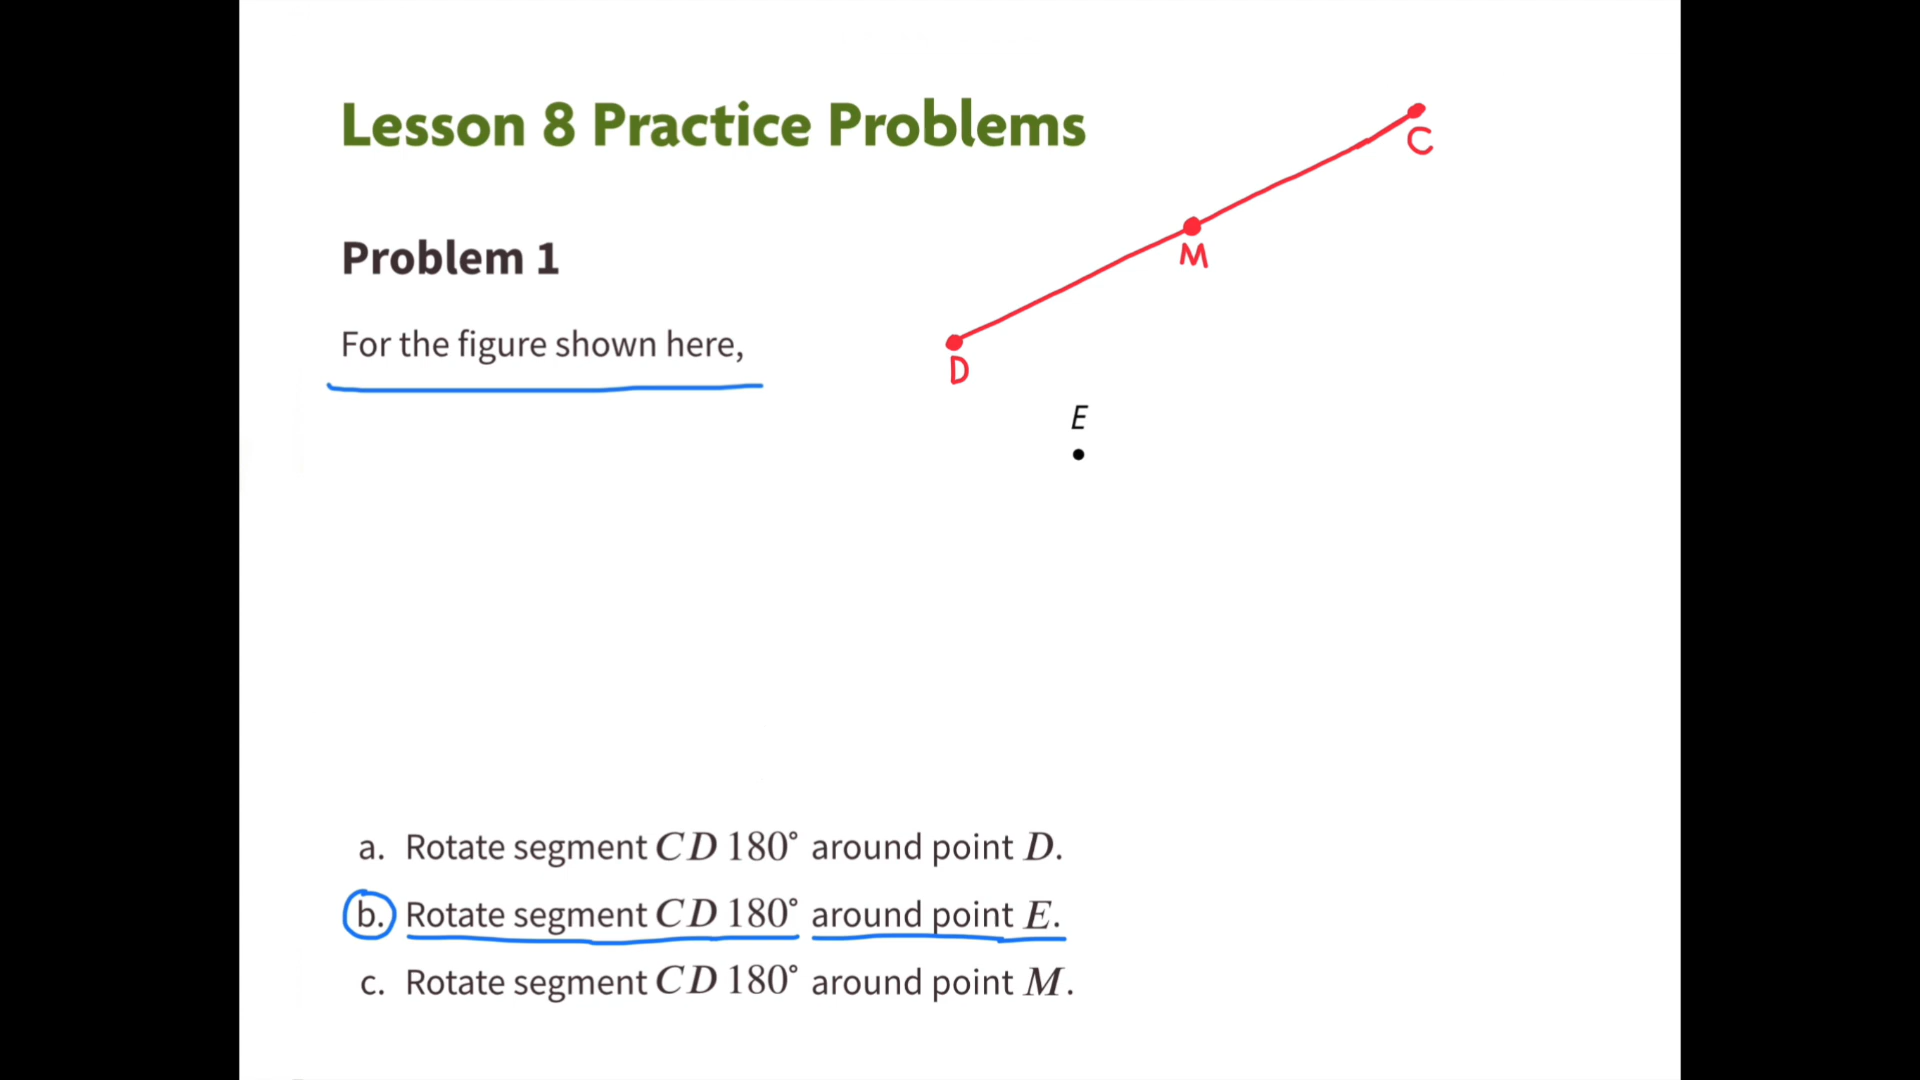 Lesson 8 Practice Problems
C
Problem 1
M
For the figure shown here,
D
E
a. Rotate segment CD 180° around point D.
b. Rotate segment CD 180° around point E.
c. Rotate segment CD 180° around point M.